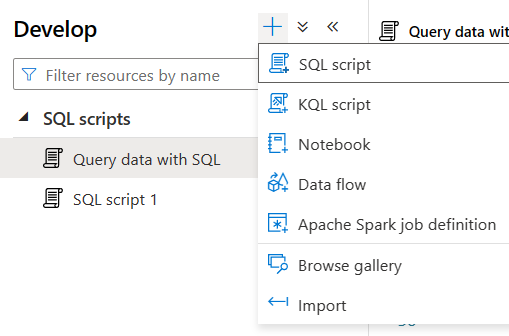 Develop
Query data with
Filter resources by name
SQL scripts
Query data with SQL
SQL script 1
SQL script
KQL script
Notebook
Data flow
Apache Spark job definition
Browse gallery
Import